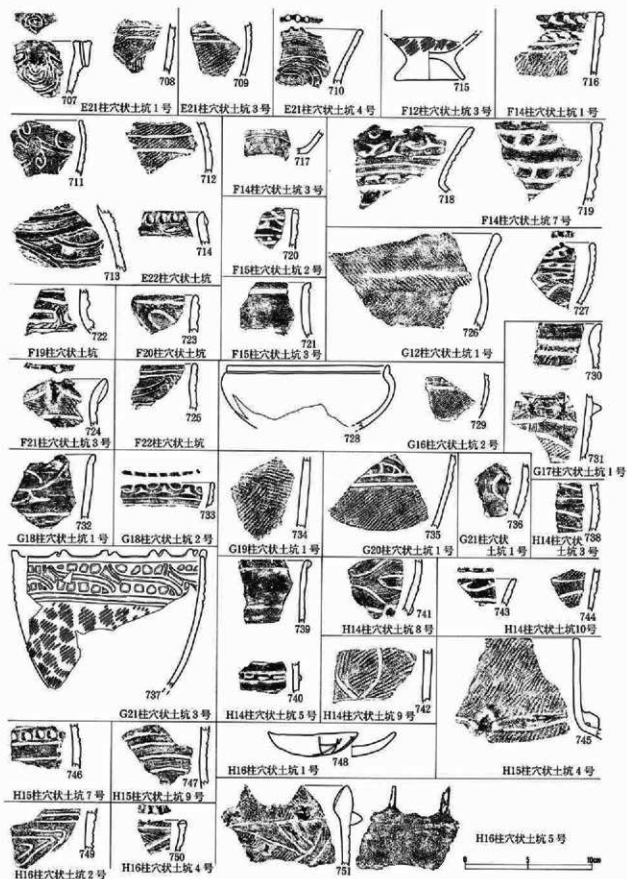 707
E21柱穴状土坑 1号
708
709
E21柱穴状土坑 3号
710
E21柱穴状土坑 4号
715
F12柱穴状土坑 3号
716
F14柱穴状土坑 1号
711
712
713
714
E22柱穴状土坑
717
F14柱穴状土坑 3号
718
719
F14柱穴状土坑 7号
720
F15柱穴状土坑 2号
721
F15柱穴状土坑 3号
722
F19柱穴状土坑
723
F20柱穴状土坑
726
727
G12柱穴状土坑 1号
724
F21柱穴状土坑 3号
725
F22柱穴状土坑
728
729
G16柱穴状土坑 2号
730
731
G17柱穴状土坑 1号
732
G18柱穴状土坑 1号
733
G18柱穴状土坑 2号
734
G19柱穴状土坑 1号
735
G20柱穴状土坑 1号
736
G21柱穴状
土坑 1号
738
H14柱穴状
土坑 3号
737
G21柱穴状土坑 3号
739
740
H14柱穴状土坑 5号
741
H14柱穴状土坑 8号
742
H14柱穴状土坑 9号
743
744
H14柱穴状土坑10号
745
H15柱穴状土坑 4号
746
H15柱穴状土坑 7号
747
H15柱穴状土坑 9号
748
H16柱穴状土坑 1号
749
H16柱穴状土坑 2号
750
H16柱穴状土坑 4号
751
H16柱穴状土坑 5号
0 5 10cm